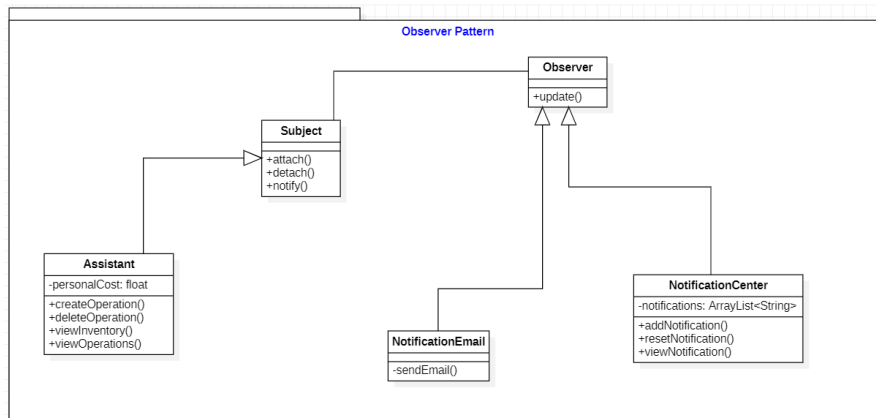 Observer Pattern
Observer
+update()
Subject
+attach()
+detach()
+notify()
Assistant
-personalCost: float
+createOperation()
+deleteOperation()
+viewInventory()
+viewOperations()
NotificationEmail
-sendEmail()
NotificationCenter
-notifications: ArrayList<String>
+addNotification()
+resetNotification()
+viewNotification()